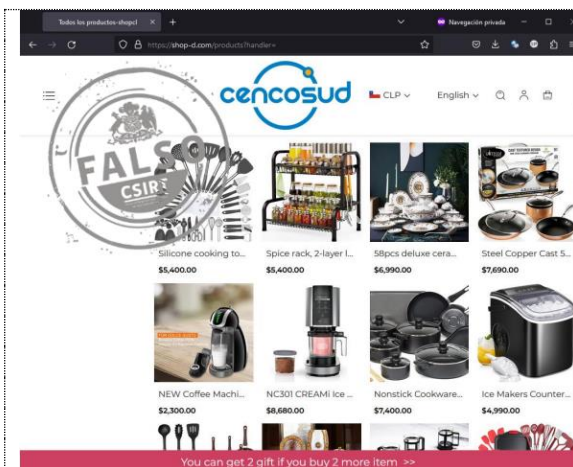 Todos los productos-shopcl
Navegación privada
https://shop-d.com/products?handler=
cencosud
CLP
English
FALSO
CSIRT
Silicone cooking to...
Spice rack, 2-layer l...
58pcs deluxe cera...
Steel Copper Cast 5...
$5,400.00
$5,400.00
$6,990.00
$7,690.00
NEW Coffee Machi...
NC301 CREAMi Ice ...
Nonstick Cookware...
Ice Makers Counter...
$2,300.00
$8,680.00
$7,400.00
$4,990.00
You can get 2 gift if you buy 2 more item >>